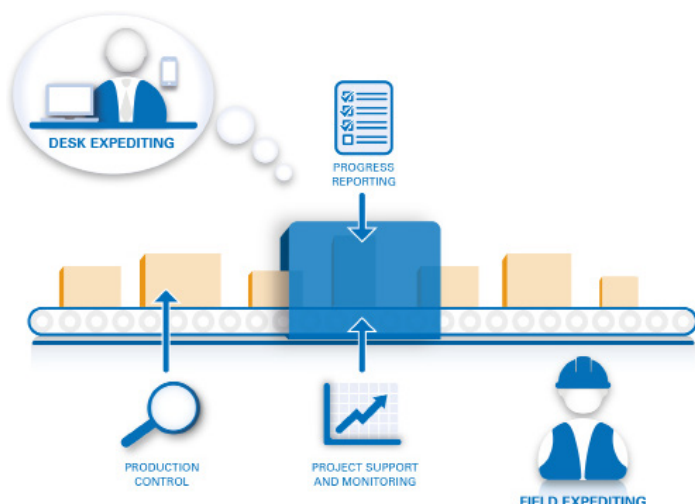 DESK EXPEDITING
PROGRESS
REPORTING
PRODUCTION
CONTROL
PROJECT SUPPORT
AND MONITORING
FIELD EXPEDITING